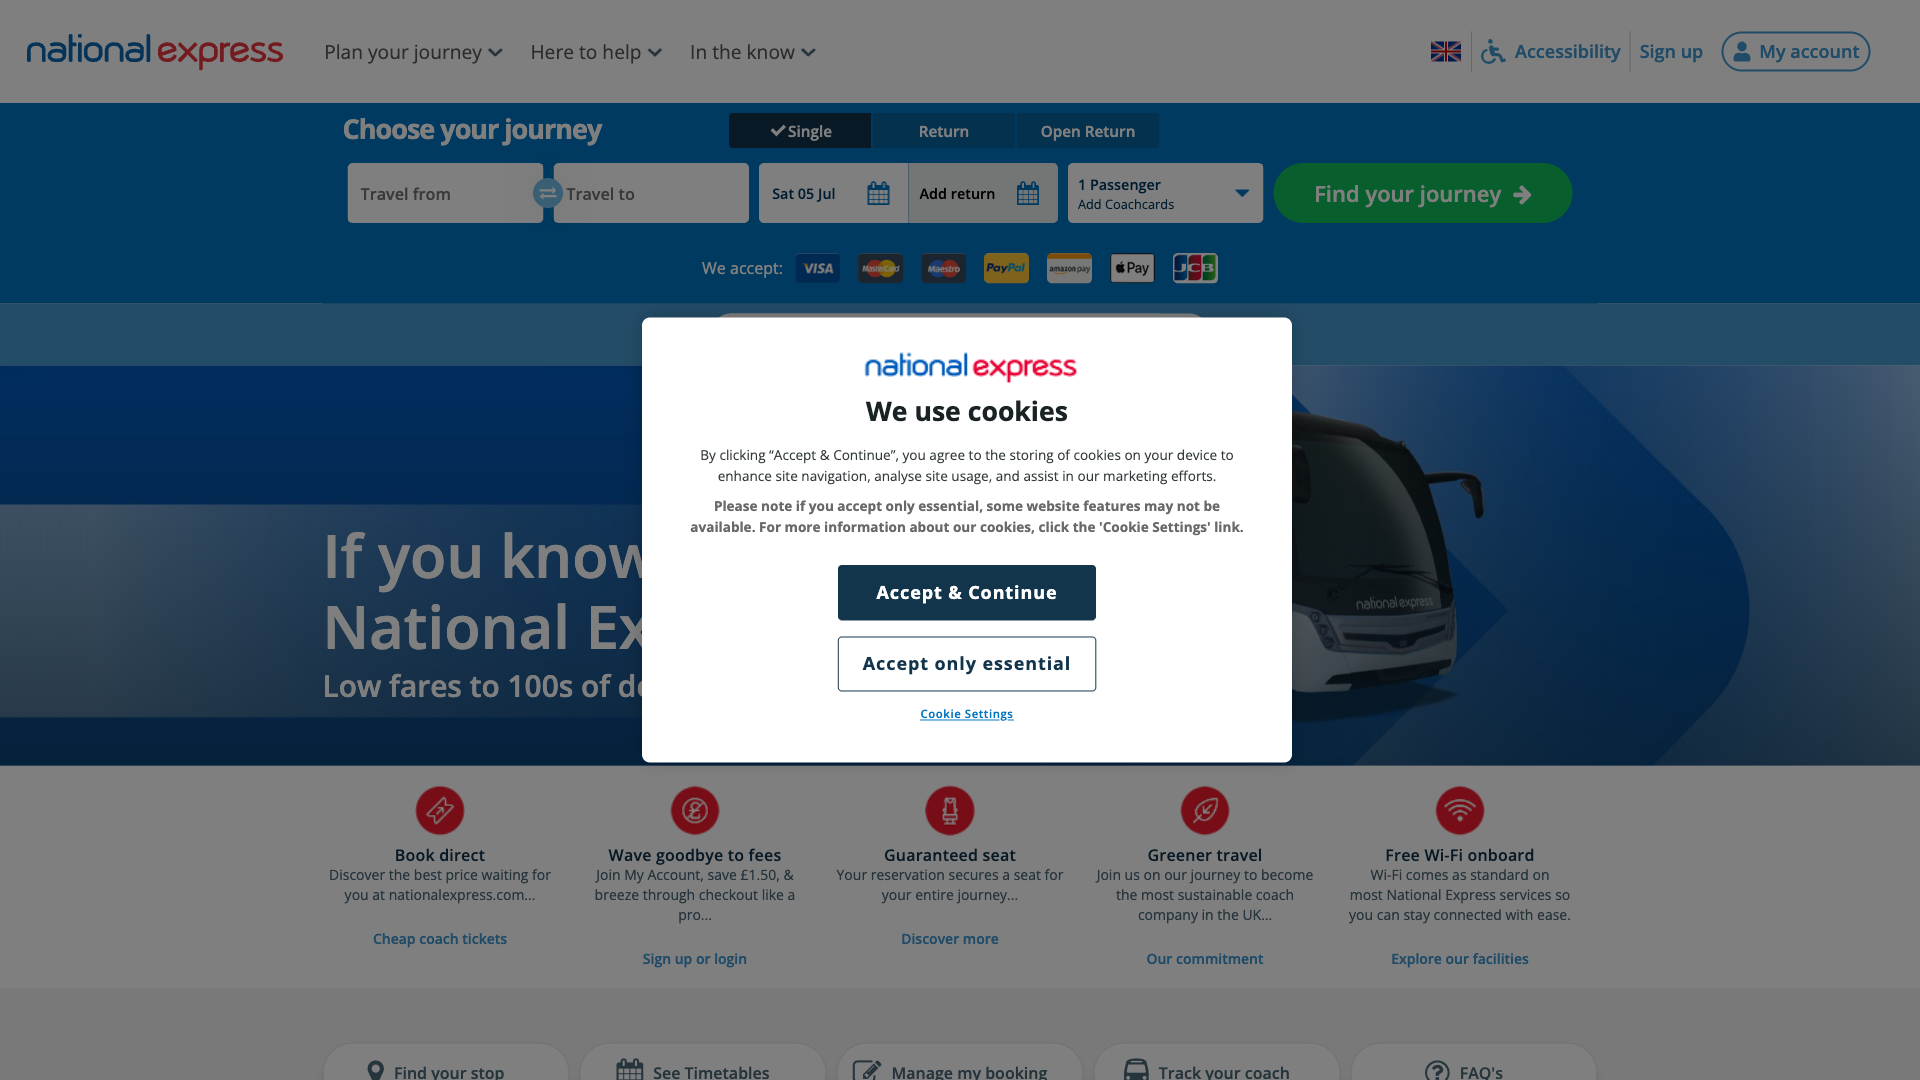 national express
Plan your journey
Here to help
In the know
Accessibility
Sign up
My account
Choose your journey
Single
Return
Open Return
Travel from
Travel to
Sat 05 Jul
Add return
1 Passenger
Add Coachcards
Find your journey
We accept:
VISA
MasterCard
Maestro
PayPal
amazon pay
Pay
JCB
national express
We use cookies
By clicking “Accept & Continue”, you agree to the storing of cookies on your device to
enhance site navigation, analyse site usage, and assist in our marketing efforts.
Please note if you accept only essential, some website features may not be
available. For more information about our cookies, click the 'Cookie Settings' link.
Accept & Continue
Accept only essential
Cookie Settings
If you know
National Ex
Low fares to 100s of
national express
Book direct
Discover the best price waiting for
you at nationalexpress.com...
Cheap coach tickets
Wave goodbye to fees
Join My Account, save £1.50, &
breeze through checkout like a
pro...
Sign up or login
Guaranteed seat
Your reservation secures a seat for
your entire journey...
Discover more
Greener travel
Join us on our journey to become
the most sustainable coach
company in the UK...
Our commitment
Free Wi-Fi onboard
Wi-Fi comes as standard on
most National Express services so
you can stay connected with ease.
Explore our facilities
Find your stop
See Timetables
Manage my booking
Track your coach
FAQ's